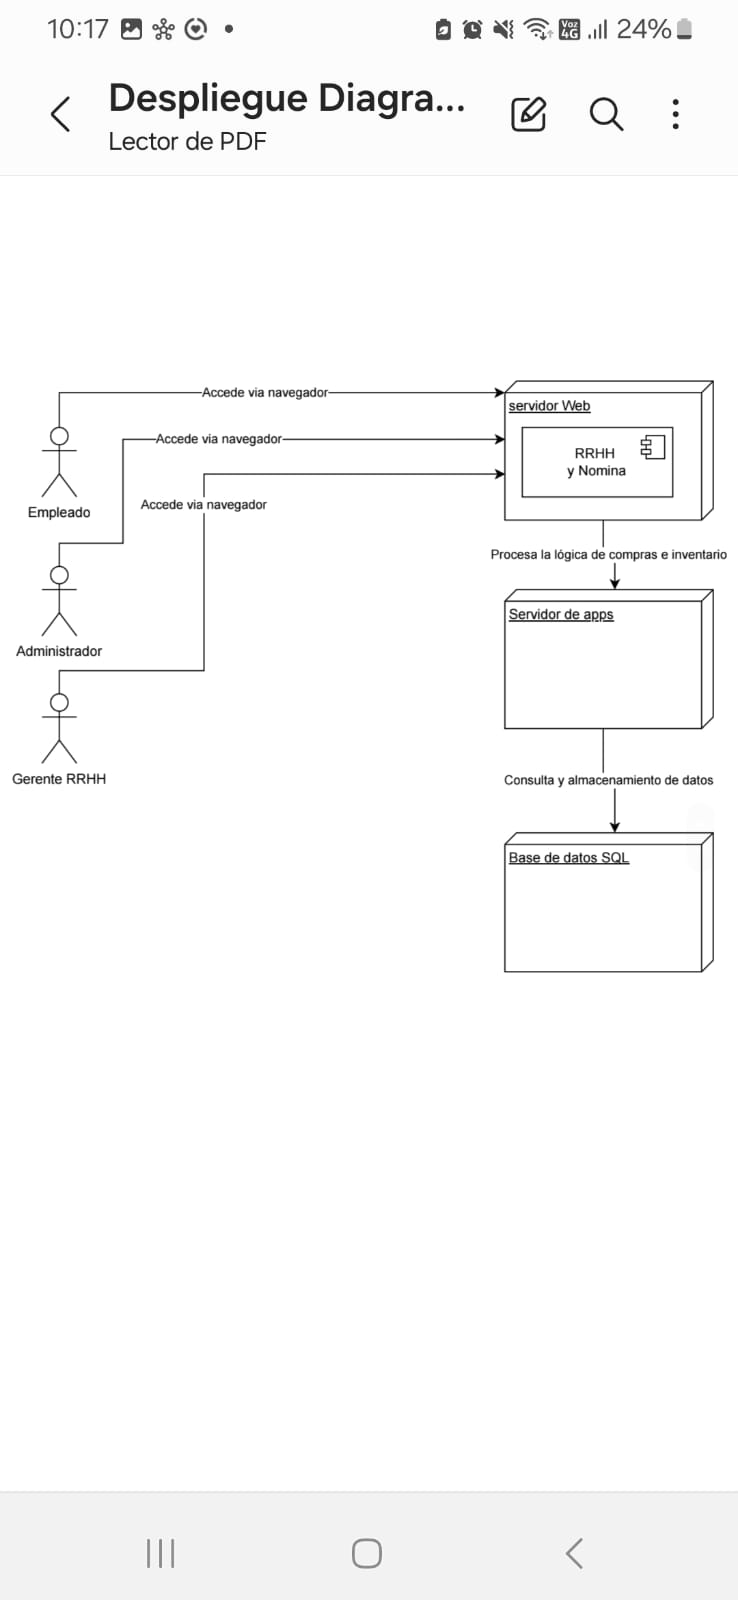 10:17
Voz
4G
24%
Despliegue Diagra...
Lector de PDF
Accede via navegador
servidor Web
Accede via navegador
RRHH
y Nomina
Accede via navegador
Empleado
Procesa la lógica de compras e inventario
Servidor de apps
Administrador
Gerente RRHH
Consulta y almacenamiento de datos
Base de datos SQL